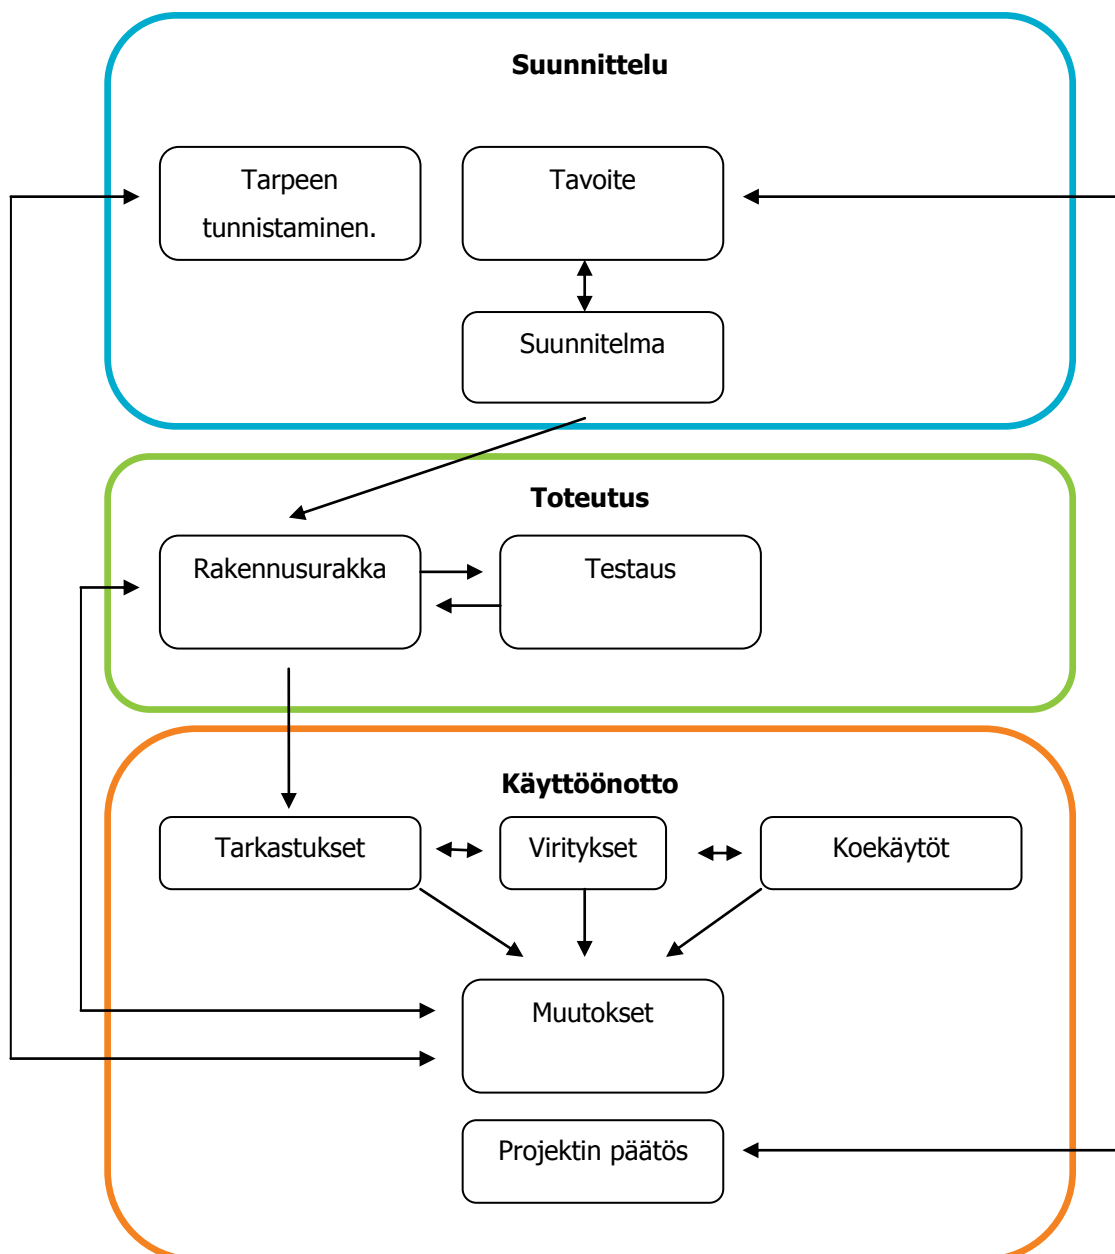 Suunnittelu
Tarpeen
tunnistaminen.
Tavoite
Suunnitelma
Toteutus
Rakennusurakka
Testaus
Käyttöönotto
Tarkastukset
Viritykset
Koekäytöt
Muutokset
Projektin päätös